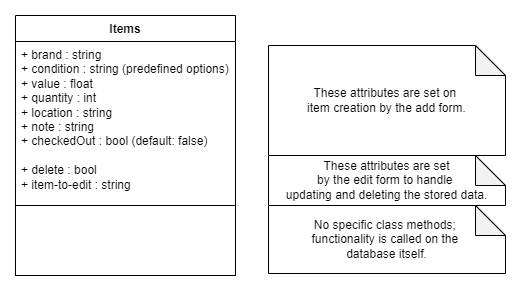 Items
+ brand : string
+ condition : string (predefined options)
+ value : float
+ quantity : int
+ location : string
+ note : string
+ checkedOut : bool (default: false)
+ delete : bool
+ item-to-edit : string
These attributes are set on
item creation by the add form.
These attributes are set
by the edit form to handle
updating and deleting the stored data.
No specific class methods;
functionality is called on the
database itself.